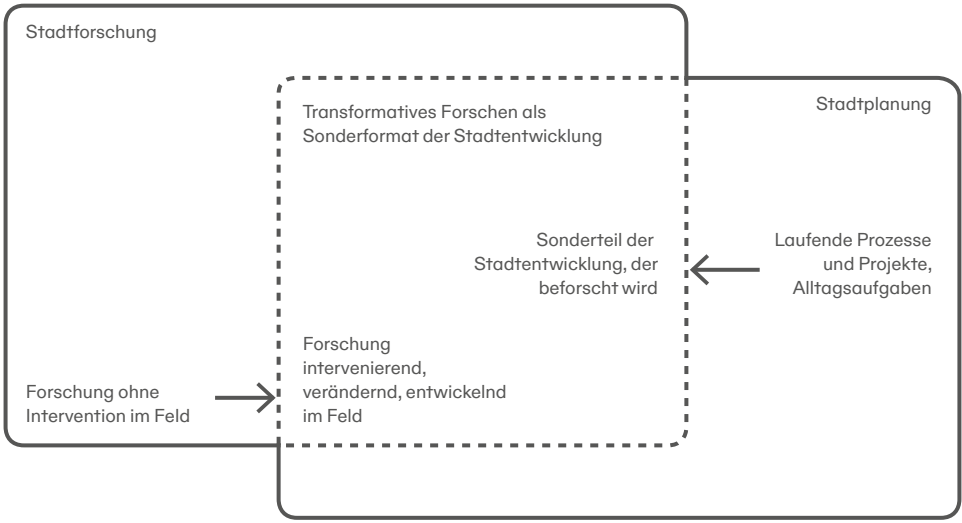 Stadtforschung
Stadtplanung
Transformatives Forschen als
Sonderformat der Stadtentwicklung
Sonderteil der
Stadtentwicklung, der
beforscht wird
Laufende Prozesse
und Projekte,
Alltagsaufgaben
Forschung ohne
Intervention im Feld
Forschung
intervenierend,
verändernd, entwickelnd
im Feld